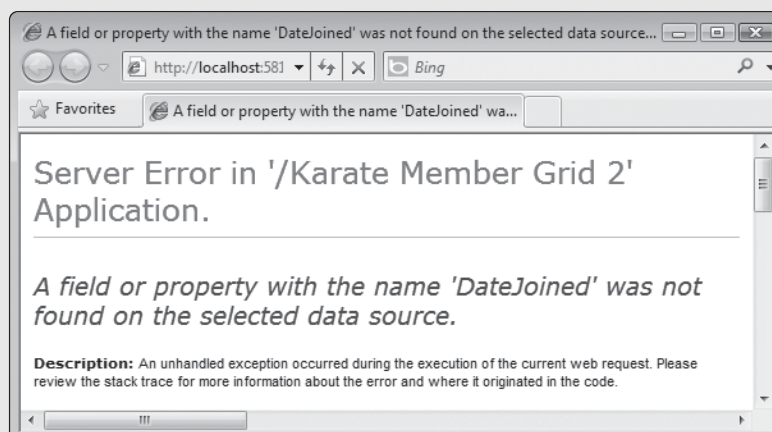 A field or property with the name 'DateJoined' was not found on the selected data source...
http://localhost:581
Bing
Favorites
A field or property with the name 'DateJoined' wa...
Server Error in '/Karate Member Grid 2'
Application.
A field or property with the name 'DateJoined' was not
found on the selected data source.
Description: An unhandled exception occurred during the execution of the current web request. Please
review the stack trace for more information about the error and where it originated in the code.